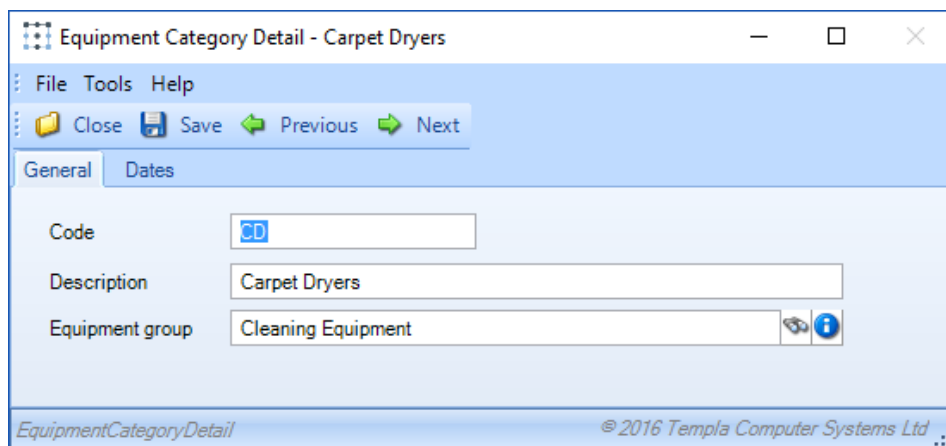 Equipment Category Detail - Carpet Dryers
File Tools Help
Close Save Previous Next
General Dates
Code CD
Description Carpet Dryers
Equipment group Cleaning Equipment
EquipmentCategoryDetail © 2016 Templa Computer Systems Ltd